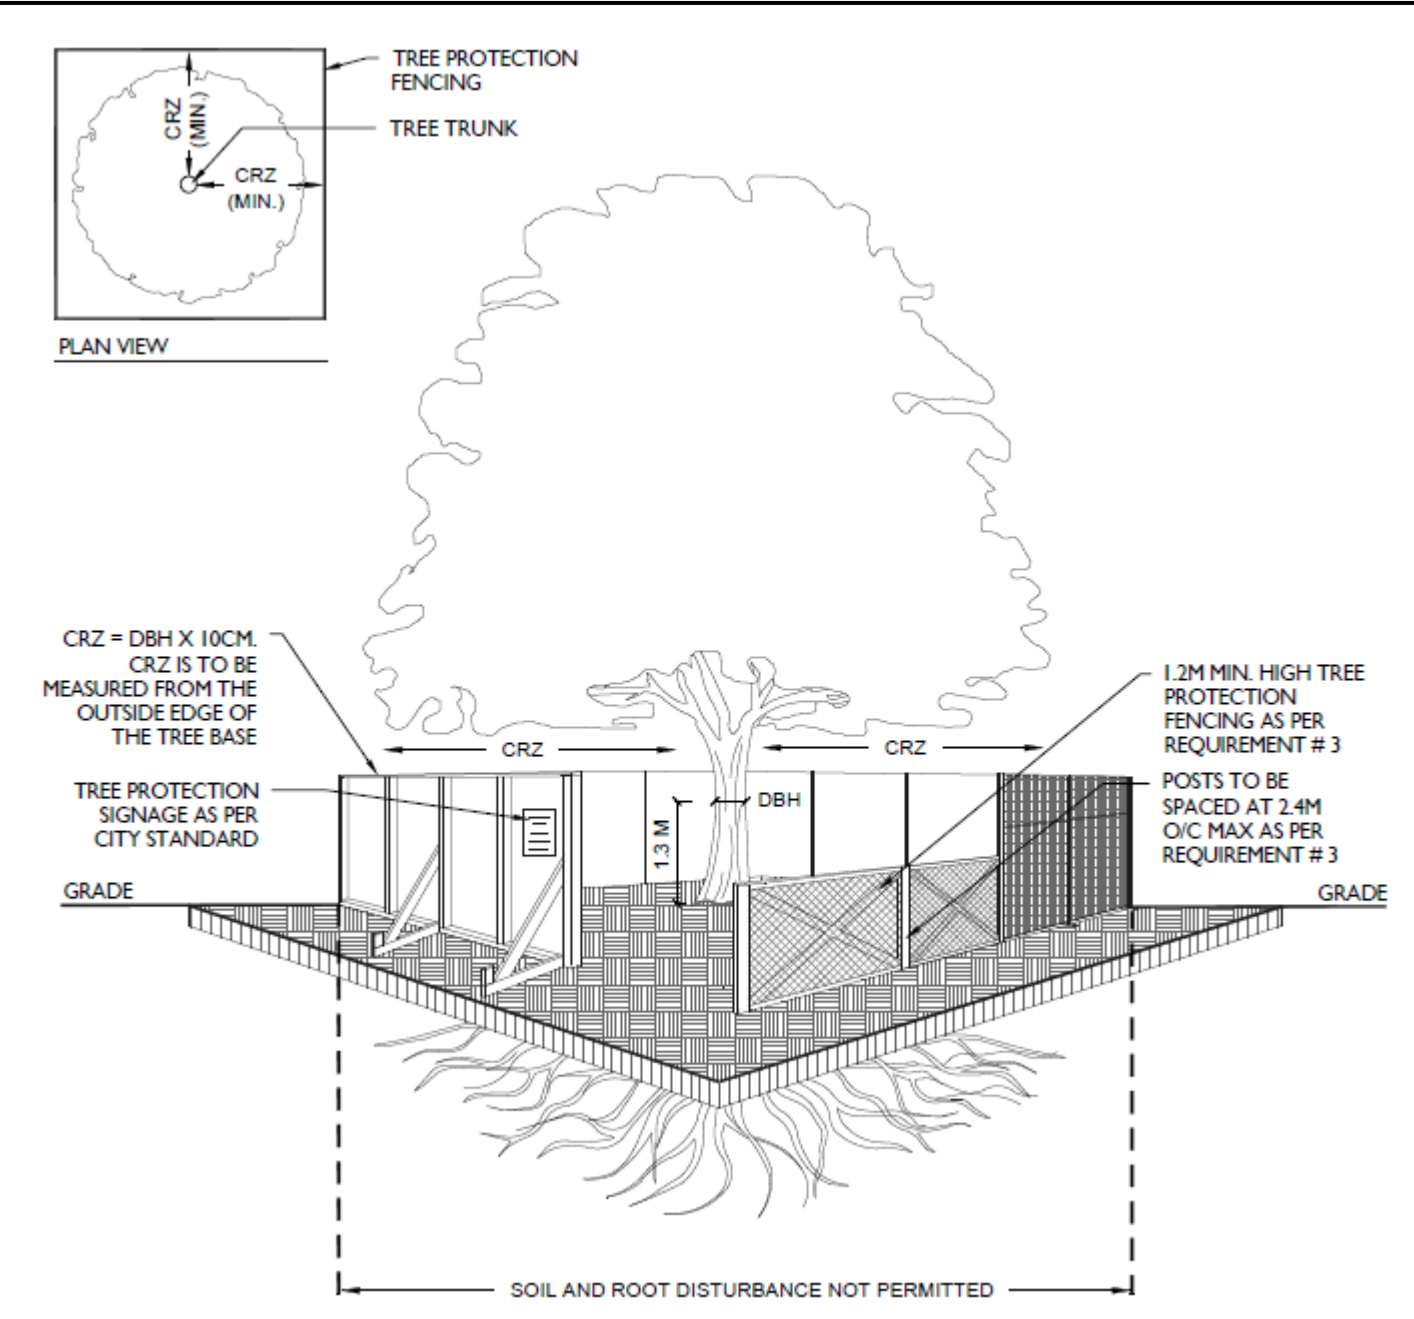 TREE PROTECTION
FENCING
TREE TRUNK
CRZ
(MIN.)
CRZ
(MIN.)
PLAN VIEW
CRZ = DBH X 10CM.
CRZ IS TO BE
MEASURED FROM THE
OUTSIDE EDGE OF
THE TREE BASE
TREE PROTECTION
SIGNAGE AS PER
CITY STANDARD
GRADE
CRZ
CRZ
DBH
1.3 M
1.2M MIN. HIGH TREE
PROTECTION
FENCING AS PER
REQUIREMENT # 3
POSTS TO BE
SPACED AT 2.4M
O/C MAX AS PER
REQUIREMENT # 3
GRADE
SOIL AND ROOT DISTURBANCE NOT PERMITTED